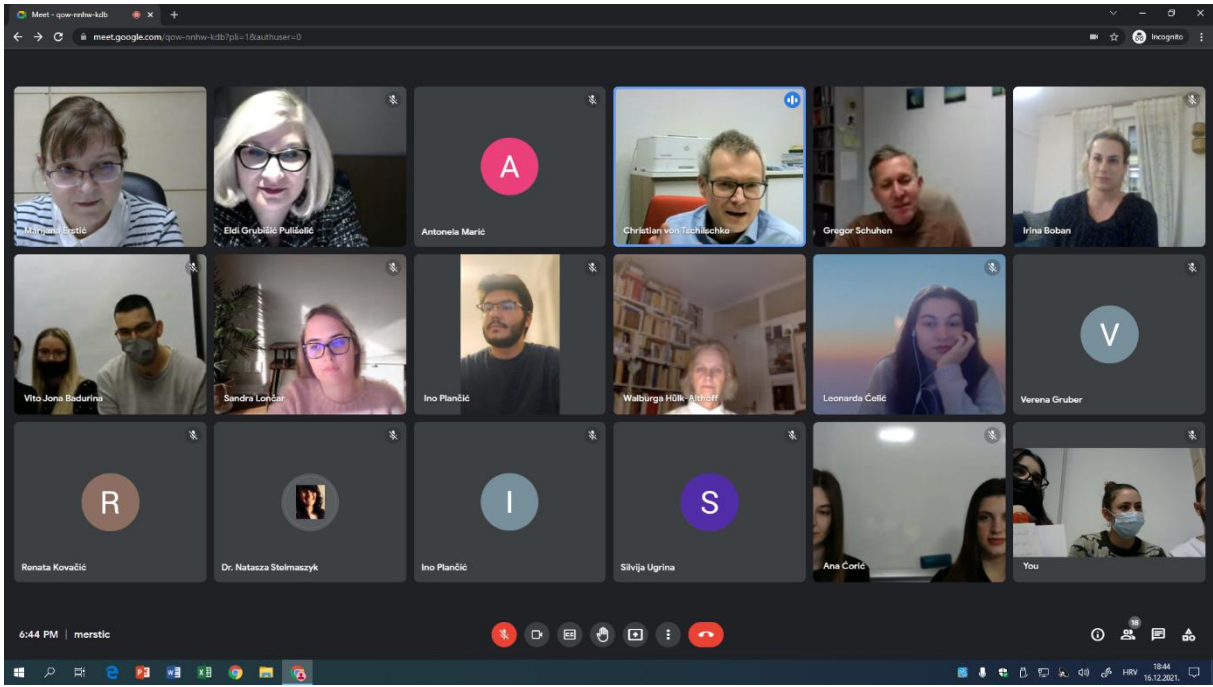 Meet - qow-nnhw-kdb
meet.google.com/qow-nnhw-kdb?pli=1&authuser=0
Incognito
Marijana Erstić
Eldi Grubišić Pulišelić
A
Antonela Marić
Christian von Tschilschke
Gregor Schuhen
Irina Boban
Vito Jona Badurina
Sandra Lončar
Ino Plančić
Walburga Hülk-Althoff
Leonarda Ćelić
V
Verena Gruber
R
Renata Kovačić
Dr. Natasza Stelmaszyk
I
Ino Plančić
S
Silvija Ugrina
Ana Ćorić
You
6:44 PM | merstic
CC
18
HRV
18:44
16.12.2021.